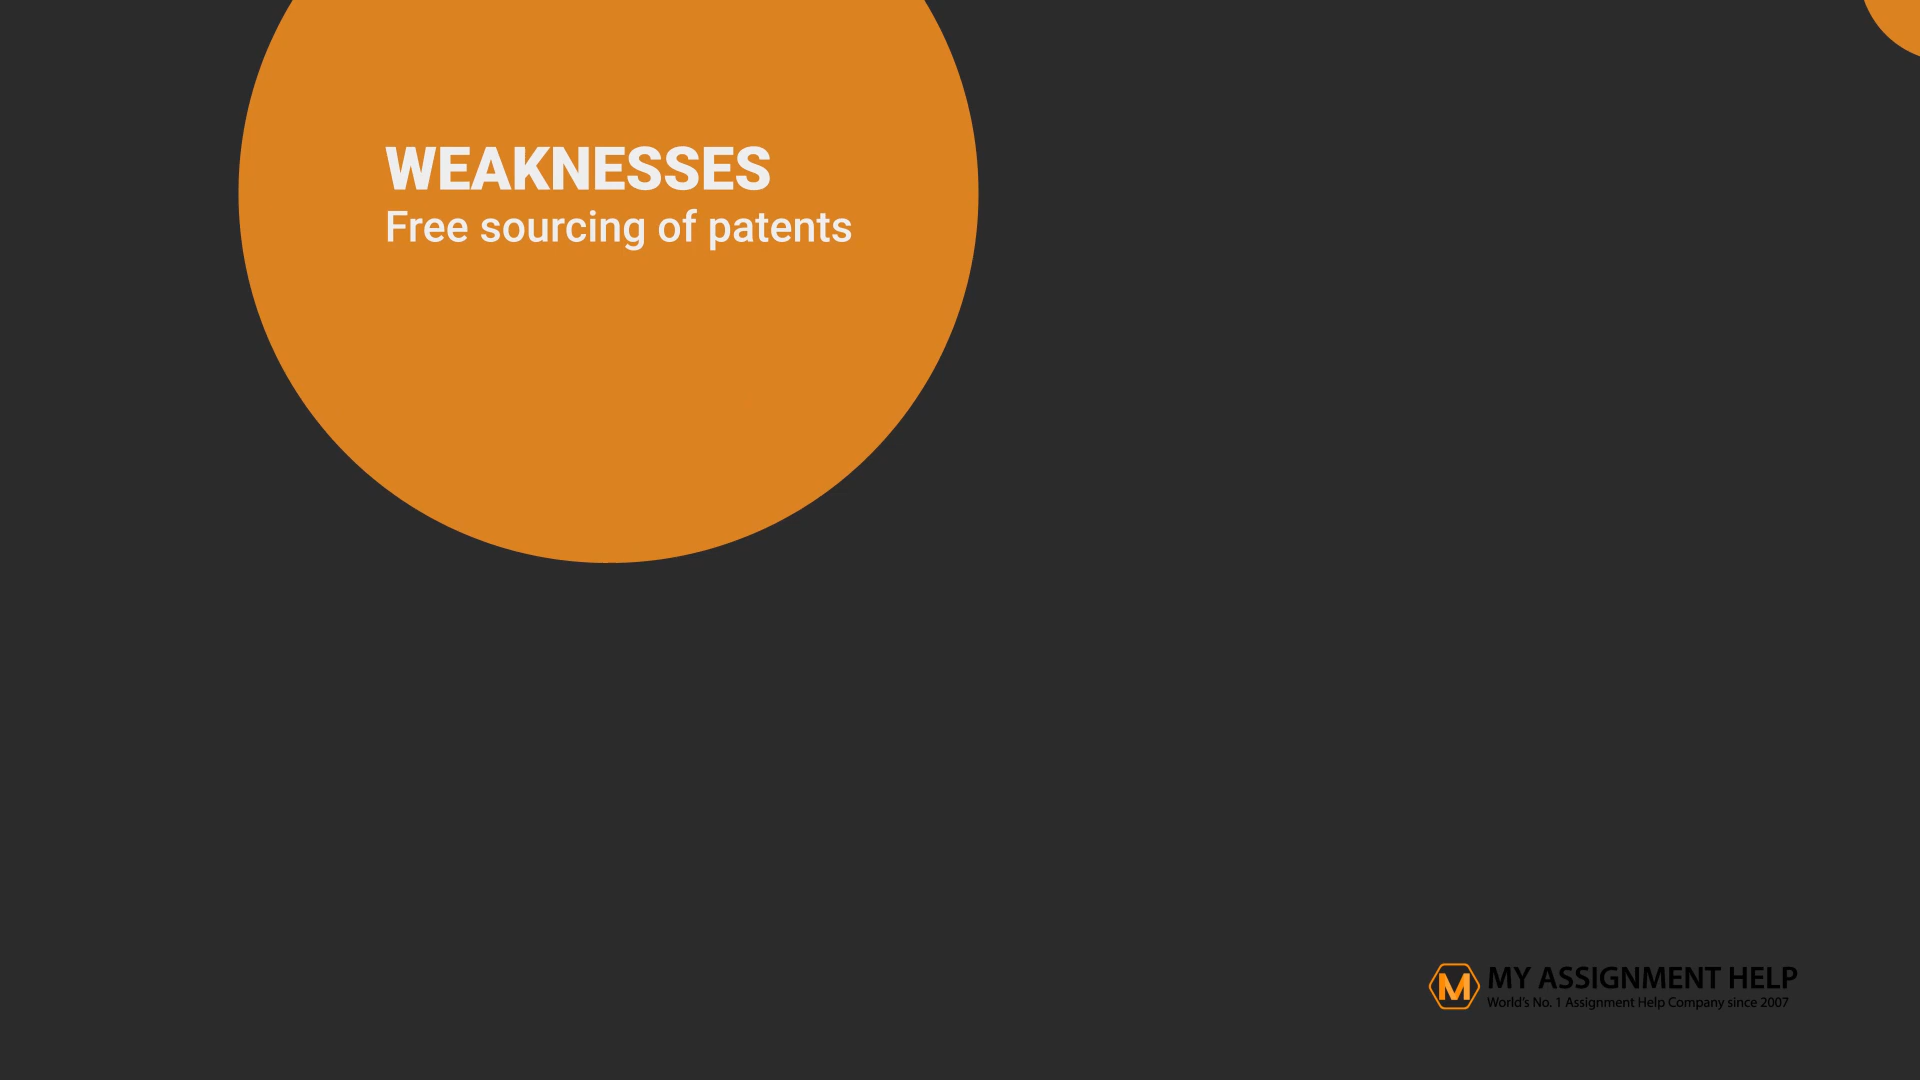 WEAKNESSES
Free sourcing of patents
M MY ASSIGNMENT HELP
World's No. 1 Assignment Help Company since 2007